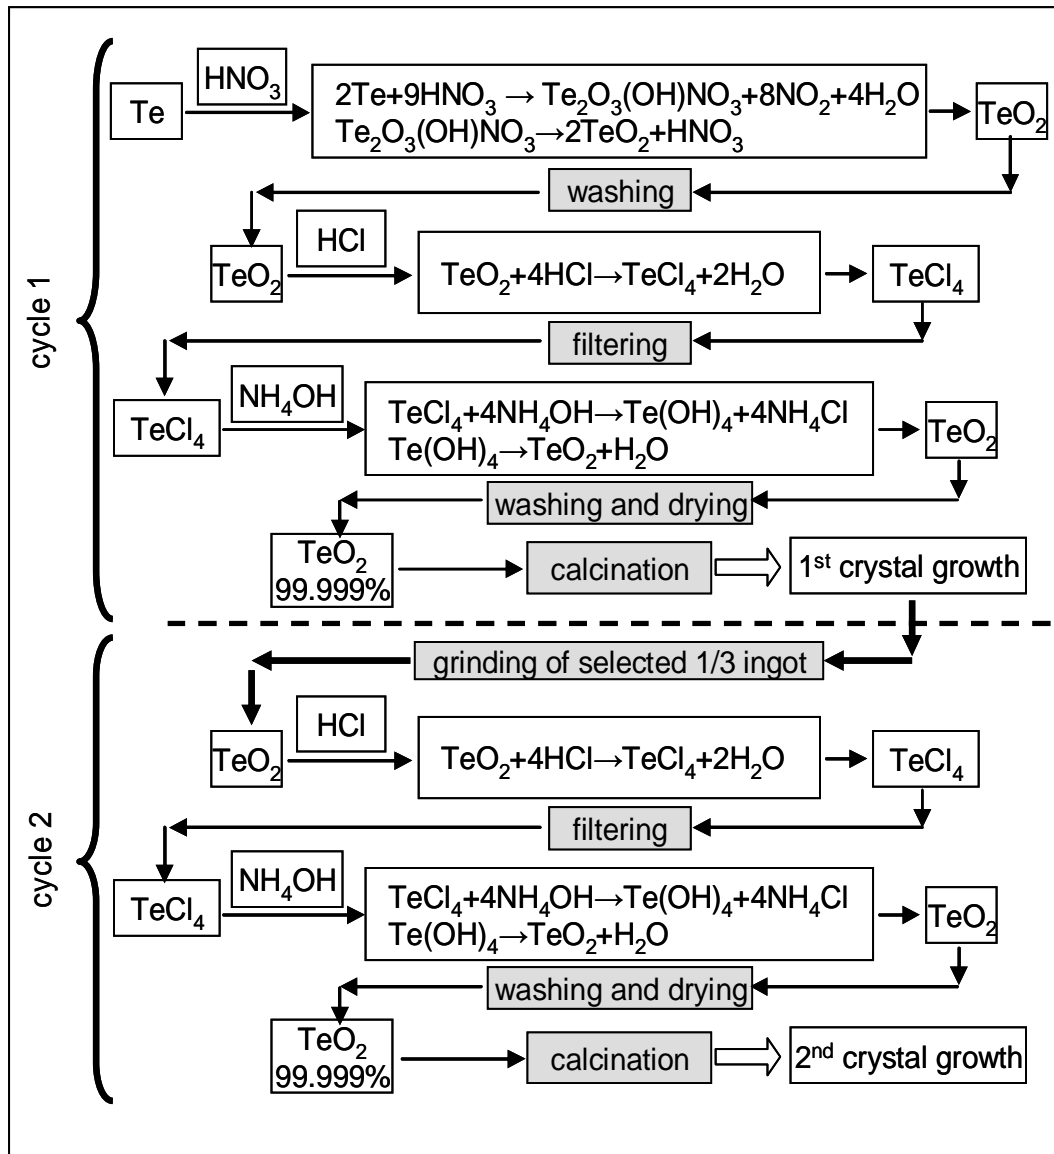 cycle 1
HNO₃
Te
2Te+9HNO₃ → Te₂O₃(OH)NO₃+8NO₂+4H₂O
Te₂O₃(OH)NO₃→2TeO₂+HNO₃
TeO₂
washing
HCl
TeO₂
TeO₂+4HCl→TeCl₄+2H₂O
TeCl₄
filtering
NH₄OH
TeCl₄
TeCl₄+4NH₄OH→Te(OH)₄+4NH₄Cl
Te(OH)₄→TeO₂+H₂O
TeO₂
washing and drying
TeO₂
99.999%
calcination
1st crystal growth
cycle 2
grinding of selected 1/3 ingot
HCl
TeO₂
TeO₂+4HCl→TeCl₄+2H₂O
TeCl₄
filtering
NH₄OH
TeCl₄
TeCl₄+4NH₄OH→Te(OH)₄+4NH₄Cl
Te(OH)₄→TeO₂+H₂O
TeO₂
washing and drying
TeO₂
99.999%
calcination
2nd crystal growth